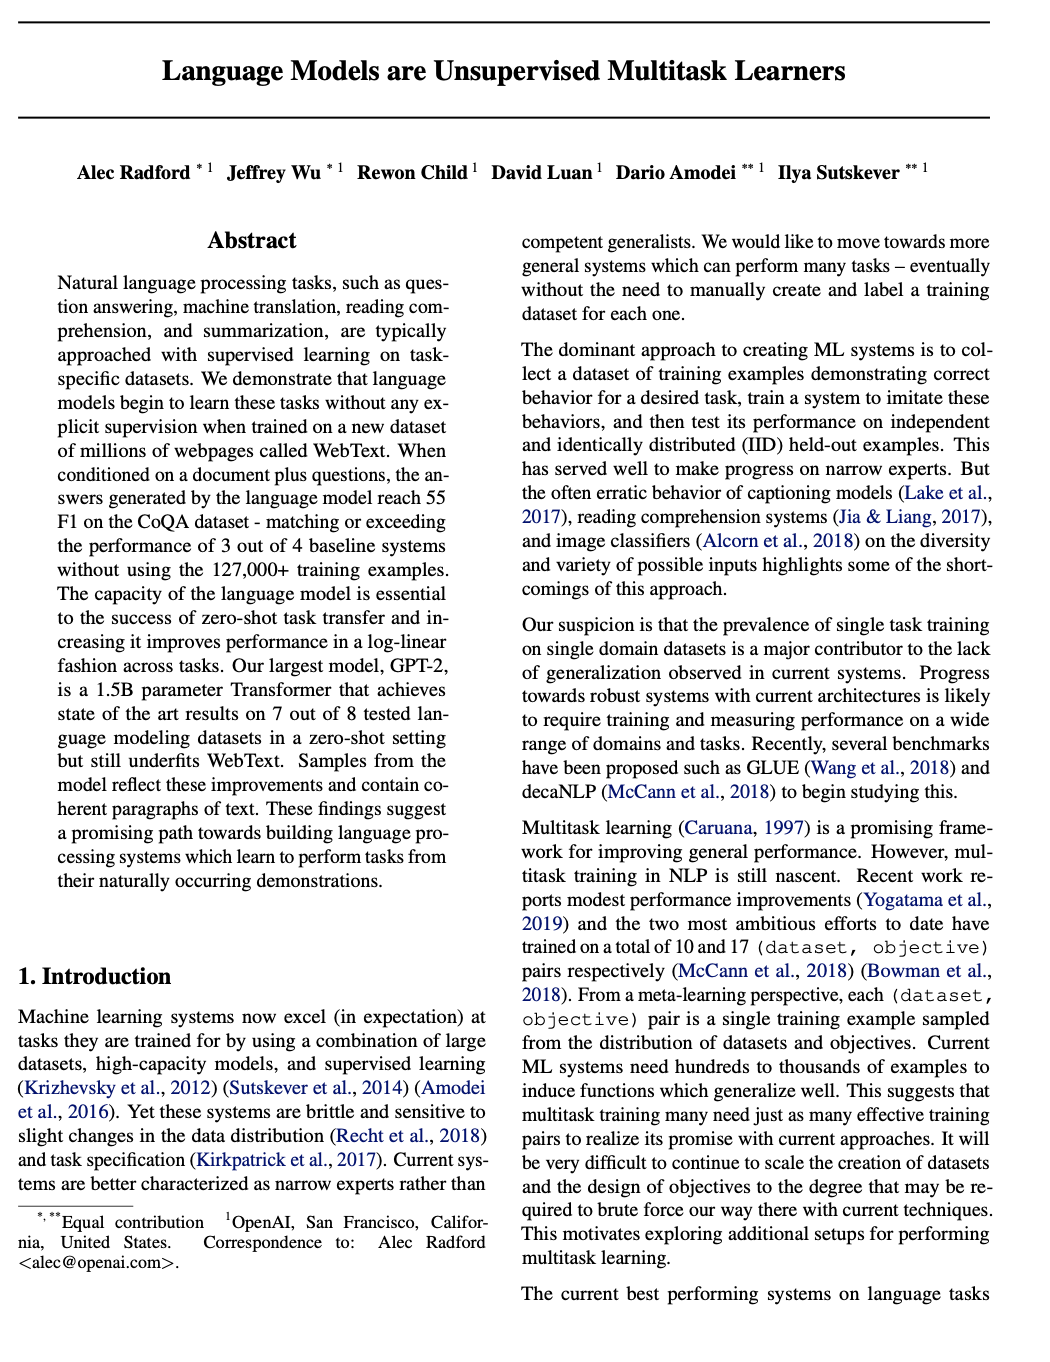 Language Models are Unsupervised Multitask Learners
Alec Radford * 1 Jeffrey Wu * 1 Rewon Child 1 David Luan 1 Dario Amodei ** 1 Ilya Sutskever ** 1
Abstract
Natural language processing tasks, such as ques-
tion answering, machine translation, reading com-
prehension, and summarization, are typically
approached with supervised learning on task-
specific datasets. We demonstrate that language
models begin to learn these tasks without any ex-
plicit supervision when trained on a new dataset
of millions of webpages called WebText. When
conditioned on a document plus questions, the an-
swers generated by the language model reach 55
F1 on the CoQA dataset - matching or exceeding
the performance of 3 out of 4 baseline systems
without using the 127,000+ training examples.
The capacity of the language model is essential
to the success of zero-shot task transfer and in-
creasing it improves performance in a log-linear
fashion across tasks. Our largest model, GPT-2,
is a 1.5B parameter Transformer that achieves
state of the art results on 7 out of 8 tested lan-
guage modeling datasets in a zero-shot setting
but still underfits WebText. Samples from the
model reflect these improvements and contain co-
herent paragraphs of text. These findings suggest
a promising path towards building language pro-
cessing systems which learn to perform tasks from
their naturally occurring demonstrations.
1. Introduction
Machine learning systems now excel (in expectation) at
tasks they are trained for by using a combination of large
datasets, high-capacity models, and supervised learning
(Krizhevsky et al., 2012) (Sutskever et al., 2014) (Amodei
et al., 2016). Yet these systems are brittle and sensitive to
slight changes in the data distribution (Recht et al., 2018)
and task specification (Kirkpatrick et al., 2017). Current sys-
tems are better characterized as narrow experts rather than
*, **Equal contribution 1OpenAI, San Francisco, Califor-
nia, United States. Correspondence to: Alec Radford
<alec@openai.com>.
competent generalists. We would like to move towards more
general systems which can perform many tasks – eventually
without the need to manually create and label a training
dataset for each one.
The dominant approach to creating ML systems is to col-
lect a dataset of training examples demonstrating correct
behavior for a desired task, train a system to imitate these
behaviors, and then test its performance on independent
and identically distributed (IID) held-out examples. This
has served well to make progress on narrow experts. But
the often erratic behavior of captioning models (Lake et al.,
2017), reading comprehension systems (Jia & Liang, 2017),
and image classifiers (Alcorn et al., 2018) on the diversity
and variety of possible inputs highlights some of the short-
comings of this approach.
Our suspicion is that the prevalence of single task training
on single domain datasets is a major contributor to the lack
of generalization observed in current systems. Progress
towards robust systems with current architectures is likely
to require training and measuring performance on a wide
range of domains and tasks. Recently, several benchmarks
have been proposed such as GLUE (Wang et al., 2018) and
decaNLP (McCann et al., 2018) to begin studying this.
Multitask learning (Caruana, 1997) is a promising frame-
work for improving general performance. However, mul-
titask training in NLP is still nascent. Recent work re-
ports modest performance improvements (Yogatama et al.,
2019) and the two most ambitious efforts to date have
trained on a total of 10 and 17 (dataset, objective)
pairs respectively (McCann et al., 2018) (Bowman et al.,
2018). From a meta-learning perspective, each (dataset,
objective) pair is a single training example sampled
from the distribution of datasets and objectives. Current
ML systems need hundreds to thousands of examples to
induce functions which generalize well. This suggests that
multitask training many need just as many effective training
pairs to realize its promise with current approaches. It will
be very difficult to continue to scale the creation of datasets
and the design of objectives to the degree that may be re-
quired to brute force our way there with current techniques.
This motivates exploring additional setups for performing
multitask learning.
The current best performing systems on language tasks